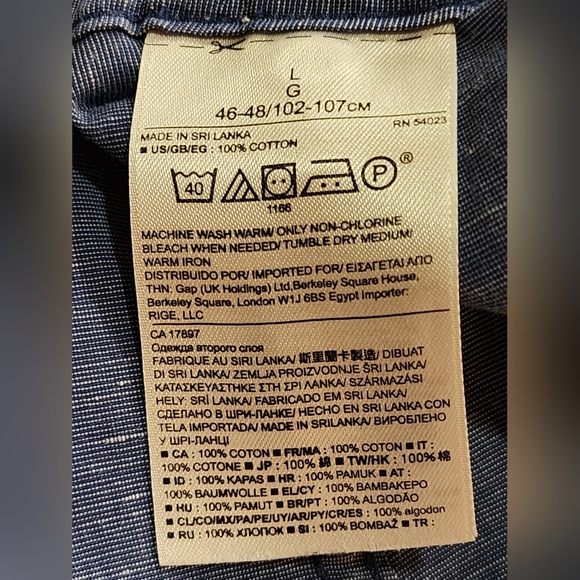 L
G
46-48/102-107CM
RN 54023
MADE IN SRI LANKA
■ US/GB/EG : 100% COTTON
40 P ®
1166
MACHINE WASH WARM/ ONLY NON-CHLORINE
BLEACH WHEN NEEDED/ TUMBLE DRY MEDIUM/
WARM IRON
DISTRIBUIDO POR/ IMPORTED FOR/ ΕΙΣΑΓΕΤΑΙ ΑΠΟ
ΤΗΝ: Gap (UK Holdings) Ltd,Berkeley Square House,
Berkeley Square, London W1J 6BS Egypt Importer:
RIGE, LLC
CA 17897
Одежда второго слоя
FABRIQUE AU SRI LANKA/ 斯里蘭卡製造/ DIBUAT
DI SRI LANKA/ ZEMLJA PROIZVODNJE ŠRI LANKA/
ΚΑΤΑΣΚΕΥΑΣΤΗΚΕ ΣΤΗ ΣΡΙ ΛΑΝΚΑ/ SZÁRMAZÁSI
HELY: SRÍ LANKA/ FABRICADO EM SRI LANKA/
СДЕЛАНО В ШРИ-ЛАНКЕ/ HECHO EN SRI LANKA CON
TELA IMPORTADA/ MADE IN SRILANKA/ ВИРОБЛЕНО
У ШРІ-ЛАНЦІ
■ CA : 100% COTON ■ FR/MA : 100% COTON ■ IT :
100% COTONE ■ JP : 100% 綿 ■ TW/HK : 100% 棉
■ ID : 100% KAPAS ■ HR : 100% PAMUK ■ AT :
100% BAUMWOLLE ■ EL/CY : 100% ΒΑΜΒΑΚΕΡΟ
■ HU : 100% PAMUT ■ BR/PT : 100% ALGODÃO
■ CL/CO/MX/PA/PE/UY/AR/PY/CR/ES : 100% ALGODÓN
■ RU : 100% ХЛОПОК ■ SI : 100% BOMBAŽ ■ TR :